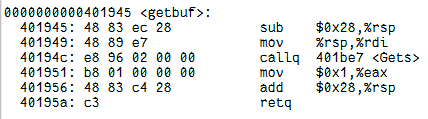 0000000000401945 <getbuf>:
401945: 48 83 ec 28 sub $0x28,%rsp
401949: 48 89 e7 mov %rsp,%rdi
40194c: e8 96 02 00 00 callq 401be7 <Gets>
401951: b8 01 00 00 00 mov $0x1,%eax
401956: 48 83 c4 28 add $0x28,%rsp
40195a: c3 retq